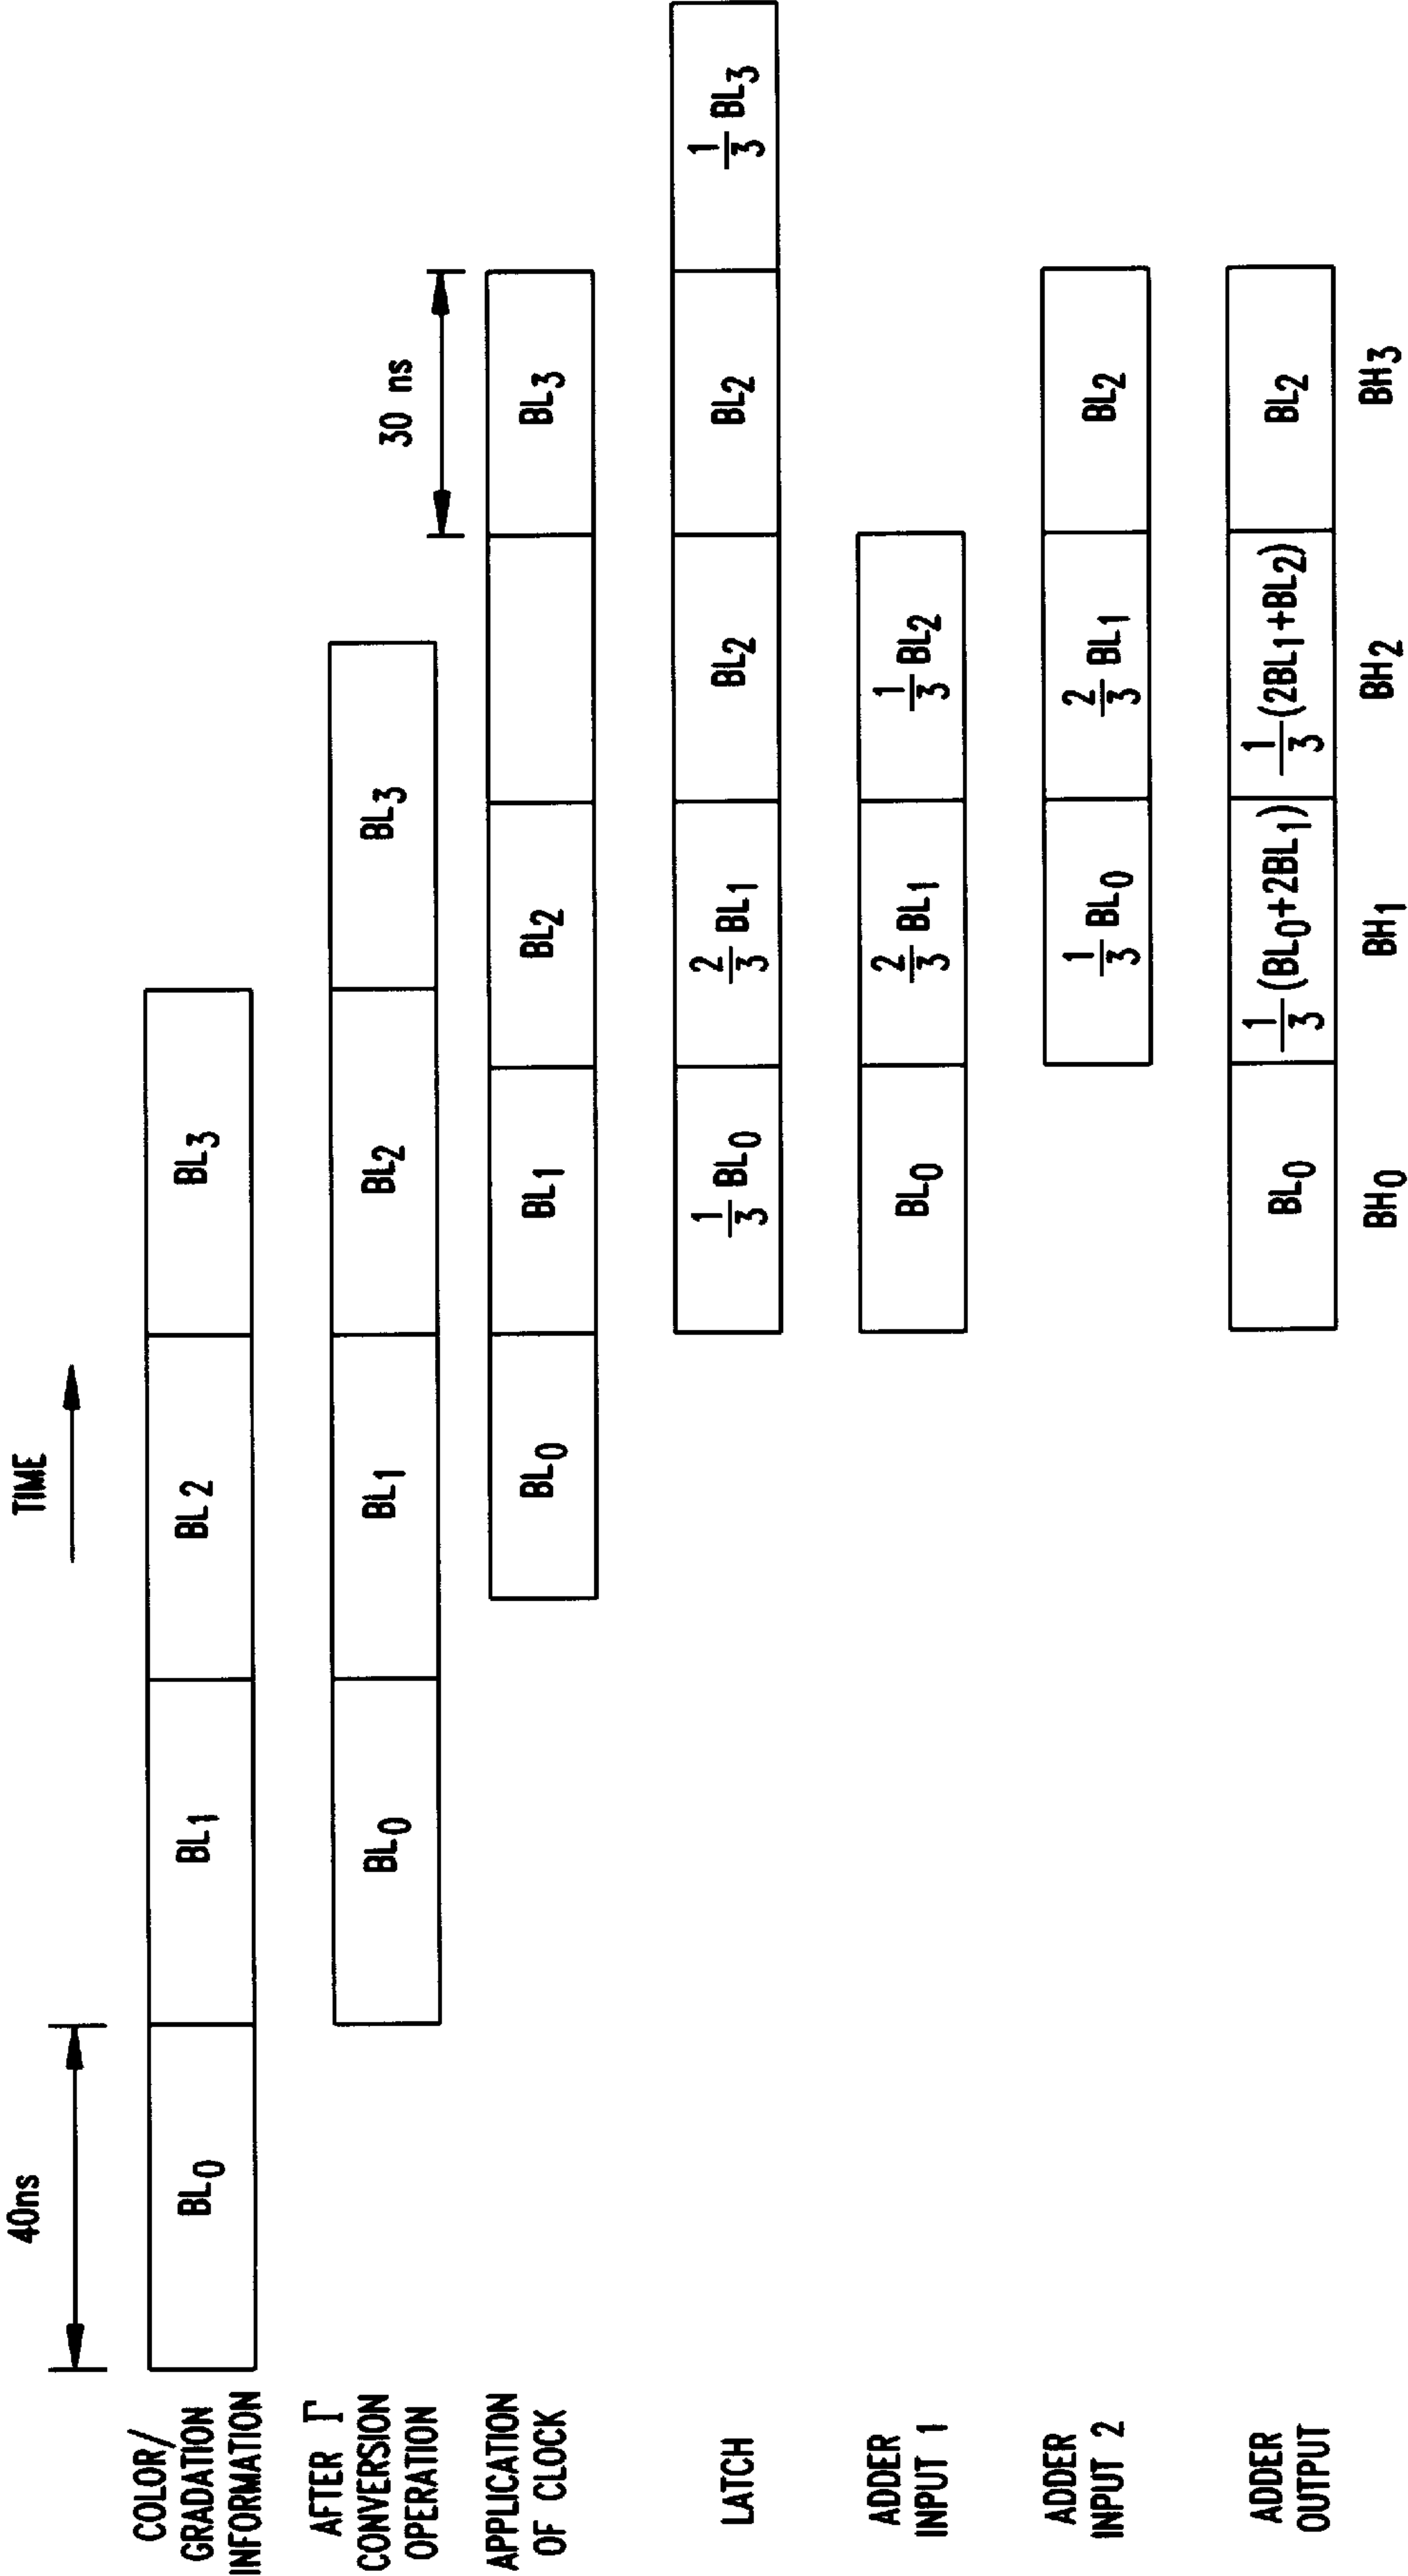 TIME
40ns
COLOR/
GRADATION
INFORMATION
BL0 BL1 BL2 BL3
AFTER Γ
CONVERSION
OPERATION
BL0 BL1 BL2 BL3
30 ns
APPLICATION
OF CLOCK
BL0 BL1 BL2 BL3
LATCH
1/3 BL0 2/3 BL1 BL2 BL2 1/3 BL3
ADDER
INPUT 1
BL0 2/3 BL1 1/3 BL2
ADDER
INPUT 2
1/3 BL0 2/3 BL1 BL2
ADDER
OUTPUT
BL0 1/3(BL0+2BL1) 1/3(2BL1+BL2) BL2
BH0 BH1 BH2 BH3